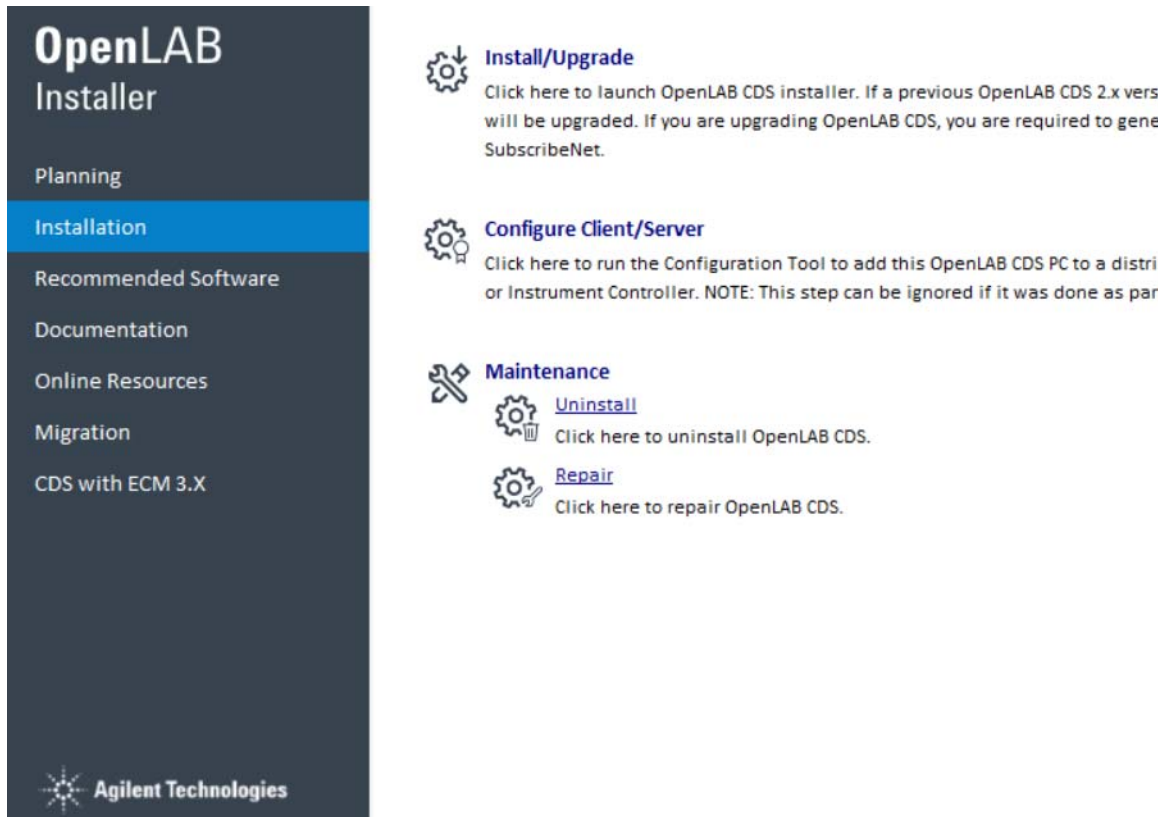 OpenLAB
Installer
Planning
Installation
Recommended Software
Documentation
Online Resources
Migration
CDS with ECM 3.X
Agilent Technologies
Install/Upgrade
Click here to launch OpenLAB CDS installer. If a previous OpenLAB CDS 2.x vers
will be upgraded. If you are upgrading OpenLAB CDS, you are required to gene
SubscribeNet.
Configure Client/Server
Click here to run the Configuration Tool to add this OpenLAB CDS PC to a distri
or Instrument Controller. NOTE: This step can be ignored if it was done as par
Maintenance
Uninstall
Click here to uninstall OpenLAB CDS.
Repair
Click here to repair OpenLAB CDS.